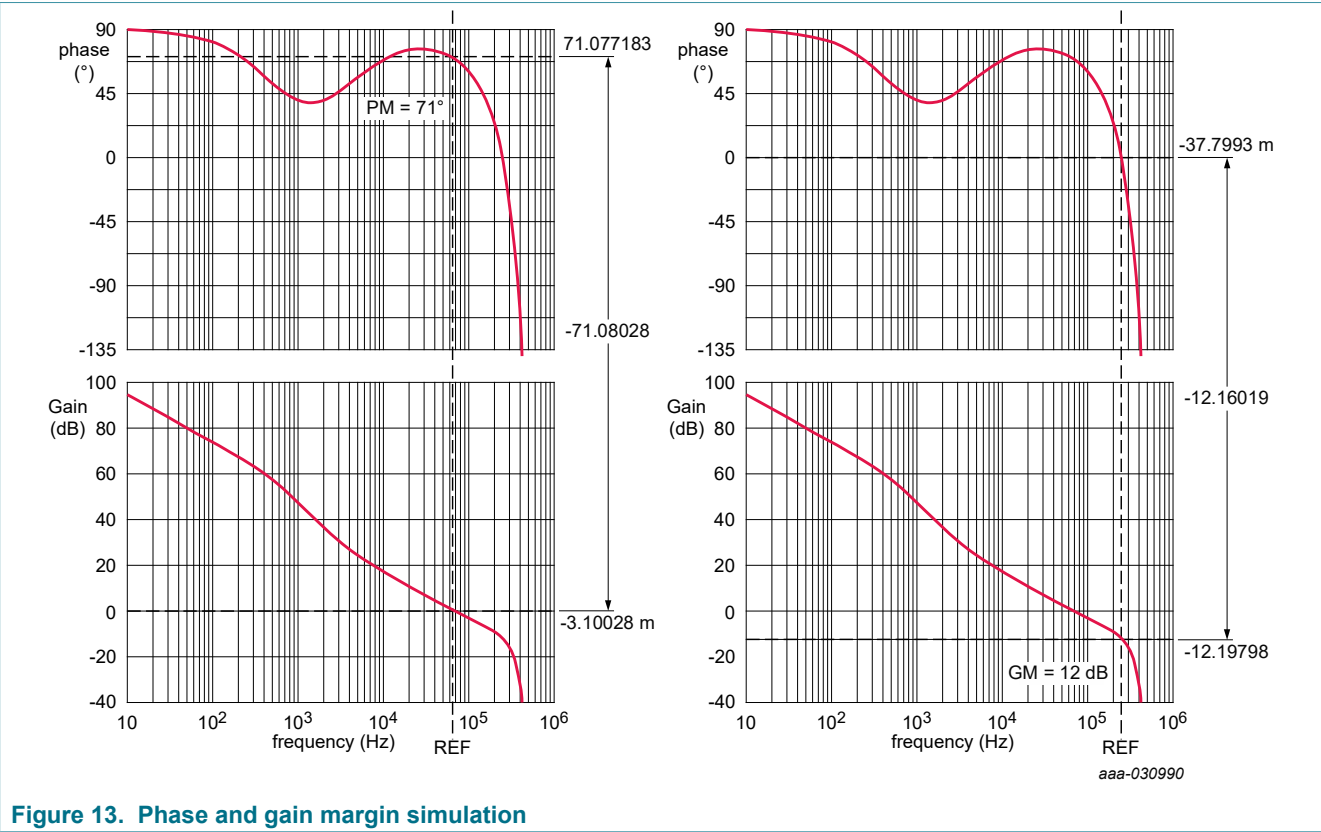 90
phase
(°)
45
0
-45
-90
-135
PM = 71°
71.077183
-71.08028
100
Gain
(dB)
80
60
40
20
0
-20
-40
-3.10028 m
10 10² 10³ 10⁴ 10⁵ 10⁶
frequency (Hz)
REF
90
phase
(°)
45
0
-45
-90
-135
-37.7993 m
-12.16019
100
Gain
(dB)
80
60
40
20
0
-20
-40
GM = 12 dB
-12.19798
10 10² 10³ 10⁴ 10⁵ 10⁶
frequency (Hz)
REF
aaa-030990
Figure 13. Phase and gain margin simulation